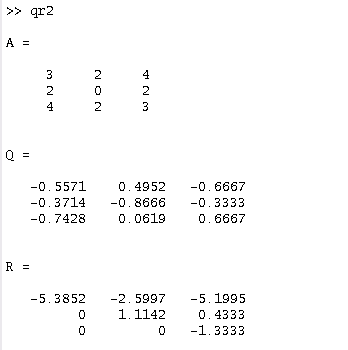 >> qr2
A =
3 2 4
2 0 2
4 2 3
Q =
-0.5571 0.4952 -0.6667
-0.3714 -0.8666 -0.3333
-0.7428 0.0619 0.6667
R =
-5.3852 -2.5997 -5.1995
0 1.1142 0.4333
0 0 -1.3333